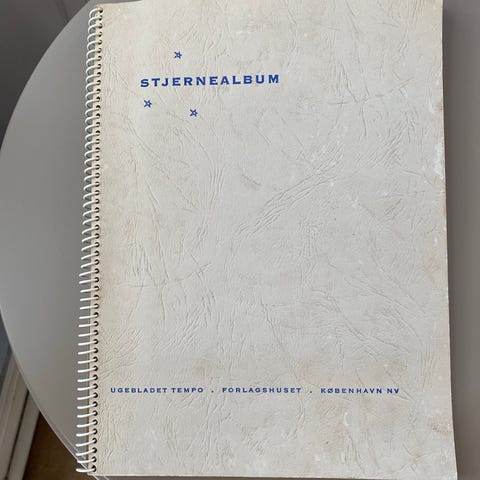 STJERNEALBUM
UGEBLADET TEMPO . FORLAGSHUSET . KØBENHAVN NV